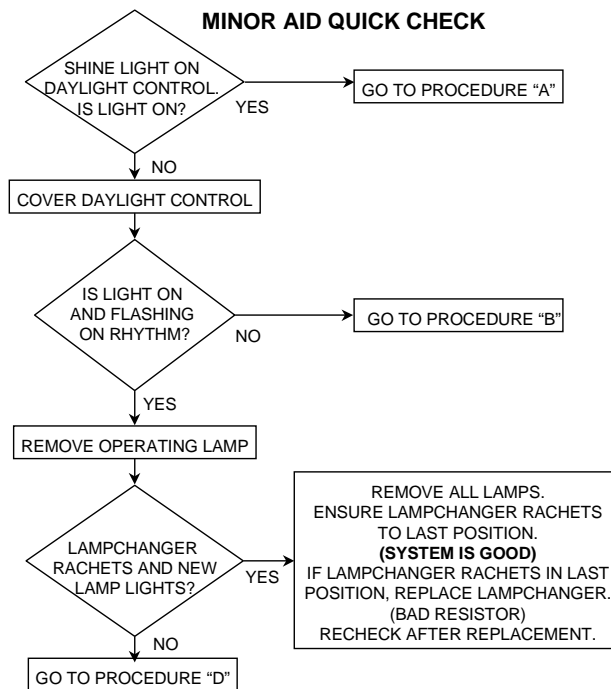 MINOR AID QUICK CHECK
SHINE LIGHT ON
DAYLIGHT CONTROL.
IS LIGHT ON?
YES
GO TO PROCEDURE “A”
NO
COVER DAYLIGHT CONTROL
IS LIGHT ON
AND FLASHING
ON RHYTHM?
NO
GO TO PROCEDURE “B”
YES
REMOVE OPERATING LAMP
LAMPCHANGER
RACHETS AND NEW
LAMP LIGHTS?
YES
REMOVE ALL LAMPS.
ENSURE LAMPCHANGER RACHETS
TO LAST POSITION.
(SYSTEM IS GOOD)
IF LAMPCHANGER RACHETS IN LAST
POSITION, REPLACE LAMPCHANGER.
(BAD RESISTOR)
RECHECK AFTER REPLACEMENT.
NO
GO TO PROCEDURE “D”